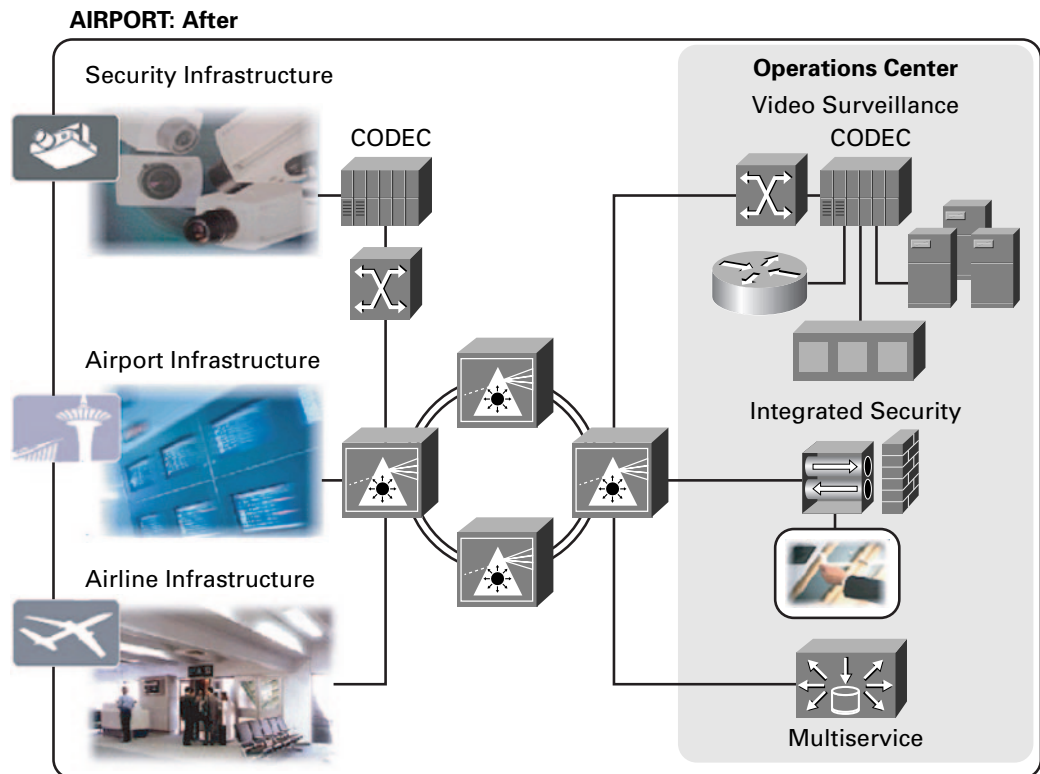 AIRPORT: After
Security Infrastructure
CODEC
Operations Center
Video Surveillance
CODEC
Airport Infrastructure
Integrated Security
Airline Infrastructure
Multiservice